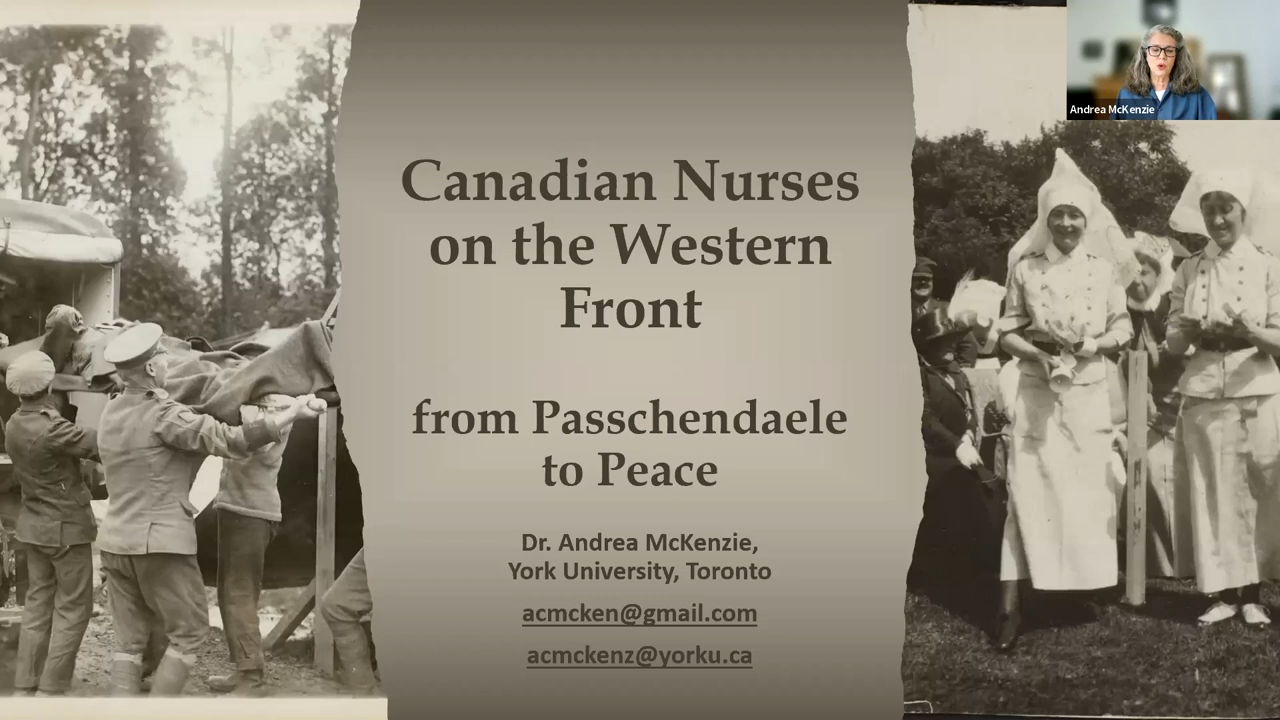 Andrea McKenzie
Canadian Nurses
on the Western
Front
from Passchendaele
to Peace
Dr. Andrea McKenzie,
York University, Toronto
acmcken@gmail.com
acmckenz@yorku.ca